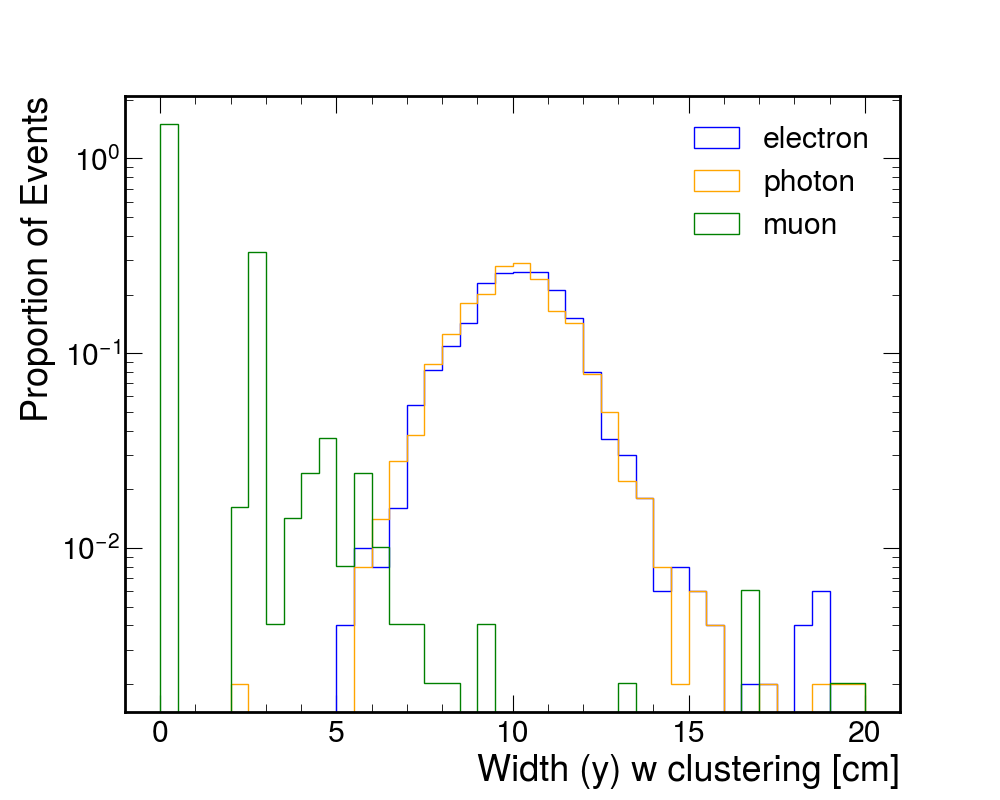 Proportion of Events
10⁰
10⁻¹
10⁻²
electron
photon
muon
0 5 10 15 20
Width (y) w clustering [cm]